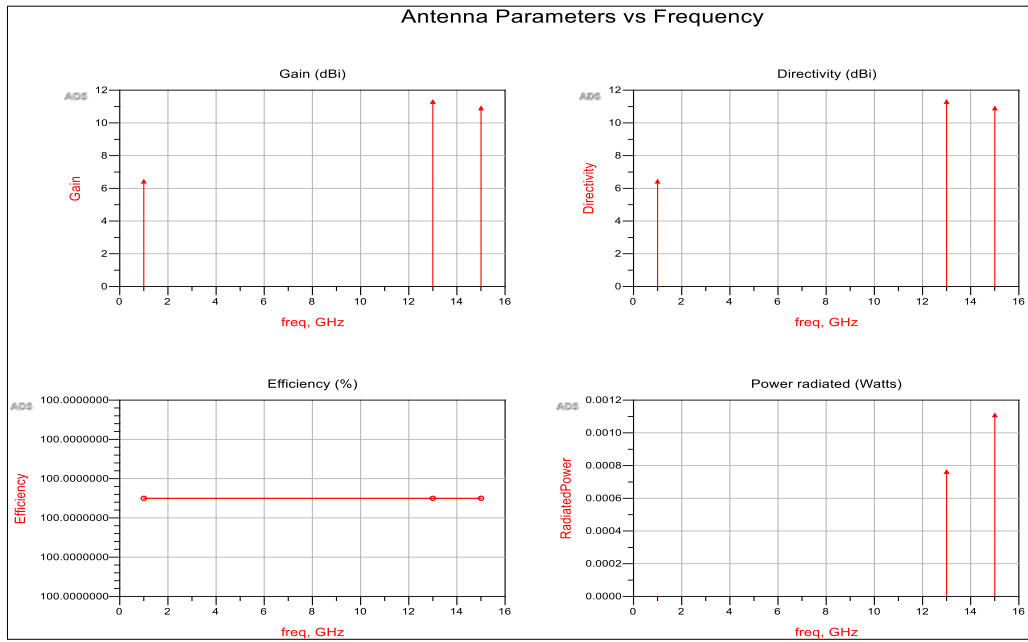 Antenna Parameters vs Frequency
Gain (dBi)
ADS
12
10
8
6
4
2
0
Gain
0 2 4 6 8 10 12 14 16
freq, GHz
Directivity (dBi)
ADS
12
10
8
6
4
2
0
Directivity
0 2 4 6 8 10 12 14 16
freq, GHz
Efficiency (%)
ADS
100.0000000
100.0000000
100.0000000
100.0000000
100.0000000
100.0000000
Efficiency
0 2 4 6 8 10 12 14 16
freq, GHz
Power radiated (Watts)
ADS
0.0012
0.0010
0.0008
0.0006
0.0004
0.0002
0.0000
RadiatedPower
0 2 4 6 8 10 12 14 16
freq, GHz